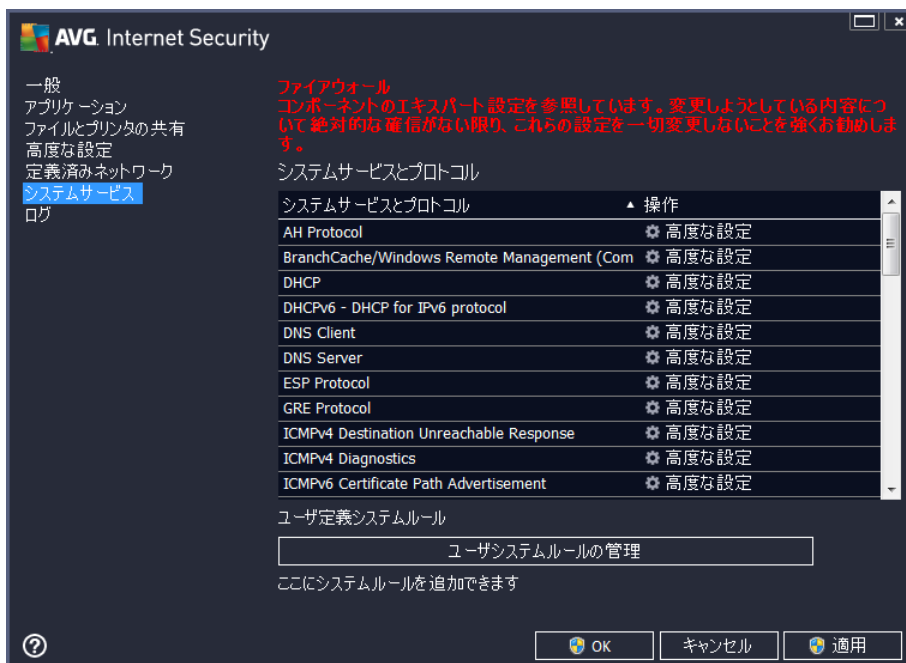 AVG. Internet Security
一般
アプリケーション
ファイルとプリンタの共有
高度な設定
定義済みネットワーク
システムサービス
ログ
ファイアウォール
コンポーネントのエキスパート設定を参照しています。変更しようとしている内容につ
いて絶対的な確信がない限り、これらの設定を一切変更しないことを強くお勧めしま
す。
システムサービスとプロトコル
システムサービスとプロトコル 操作
AH Protocol 高度な設定
BranchCache/Windows Remote Management (Com 高度な設定
DHCP 高度な設定
DHCPv6 - DHCP for IPv6 protocol 高度な設定
DNS Client 高度な設定
DNS Server 高度な設定
ESP Protocol 高度な設定
GRE Protocol 高度な設定
ICMPv4 Destination Unreachable Response 高度な設定
ICMPv4 Diagnostics 高度な設定
ICMPv6 Certificate Path Advertisement 高度な設定
ユーザ定義システムルール
ユーザシステムルールの管理
ここにシステムルールを追加できます
OK キャンセル 適用